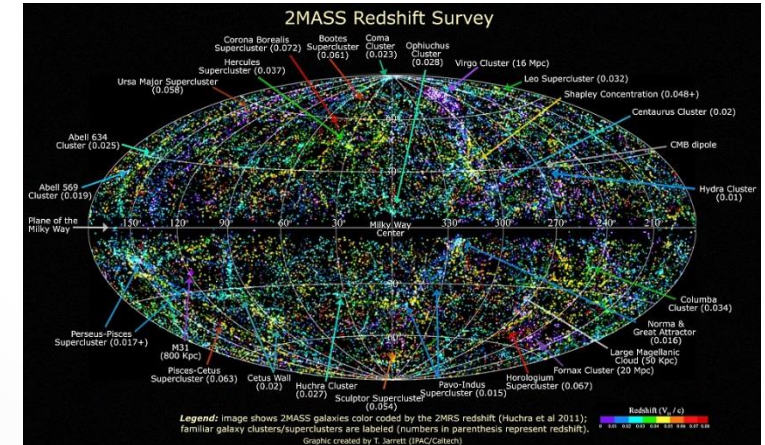 2MASS Redshift Survey
Corona Borealis
Supercluster (0.072)
Bootes
Supercluster
(0.061)
Coma
Cluster
(0.023)
Ophiuchus
Cluster
(0.028)
Virgo Cluster (16 Mpc)
Hercules
Supercluster (0.037)
Leo Supercluster (0.032)
Ursa Major Supercluster
(0.058)
Shapley Concentration (0.048+)
Centaurus Cluster (0.02)
Abell 634
Cluster (0.025)
CMB dipole
Abell 569
Cluster (0.019)
Hydra Cluster
(0.01)
Plane of the
Milky Way
150 120 90 60 30 Milky Way
Center 330 300 270 240 210
60
30
Perseus-Pisces
Supercluster (0.017+)
M31
(800 Kpc)
Pisces-Cetus
Supercluster (0.063)
Cetus Wall
(0.02)
Huchra Cluster
(0.027)
Sculptor Supercluster
(0.054)
Pavo-Indus
Supercluster (0.015)
Horologium
Supercluster (0.067)
Fornax Cluster (20 Mpc)
Large Magellanic
Cloud (50 Kpc)
Norma &
Great Attractor
(0.016)
Columba
Cluster (0.034)
Legend: image shows 2MASS galaxies color coded by the 2MRS redshift (Huchra et al 2011);
familiar galaxy clusters/superclusters are labeled (numbers in parenthesis represent redshift).
Graphic created by T. Jarrett (IPAC/Caltech)